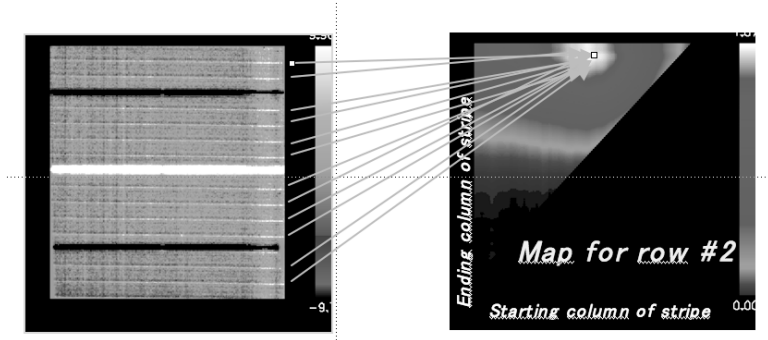 Ending column of stripe
Map for row #2
Starting column of stripe
0.00